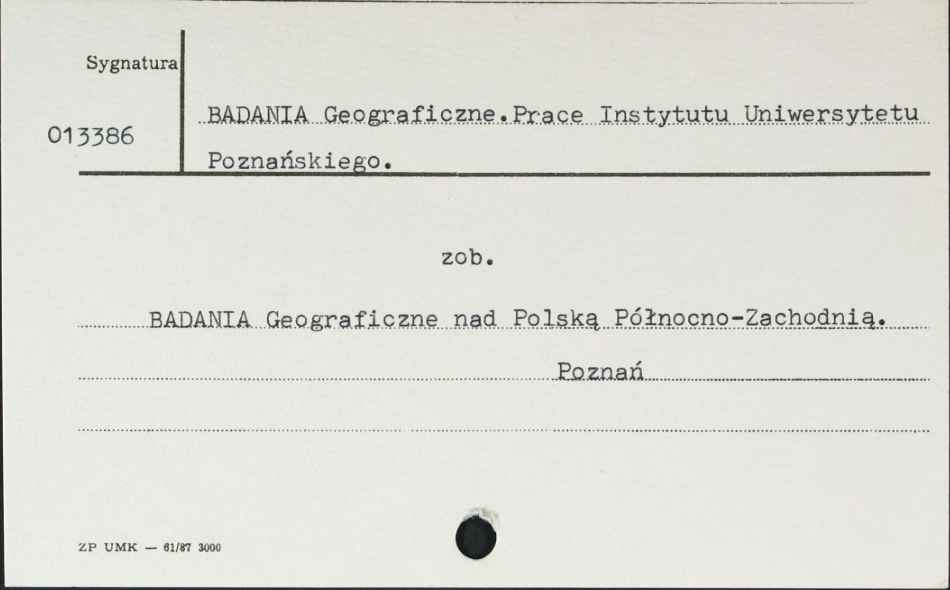 Sygnatura
013386
BADANIA Geograficzne.Prace Instytutu Uniwersytetu
Poznańskiego.
zob.
BADANIA Geograficzne nad Polską Północno-Zachodnią.
Poznań
ZP UMK — 61/87 3000